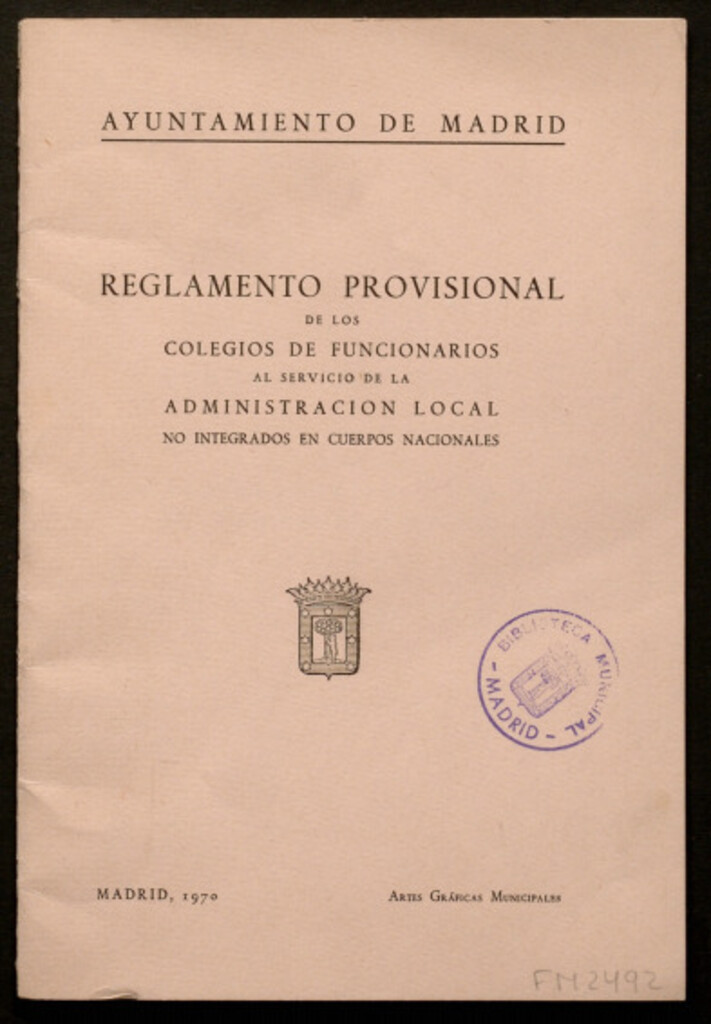 AYUNTAMIENTO DE MADRID
REGLAMENTO PROVISIONAL
DE LOS
COLEGIOS DE FUNCIONARIOS
AL SERVICIO DE LA
ADMINISTRACION LOCAL
NO INTEGRADOS EN CUERPOS NACIONALES
BIBLIOTECA MUNICIPAL
- MADRID -
MADRID, 1970
ARTES GRÁFICAS MUNICIPALES
FM2492